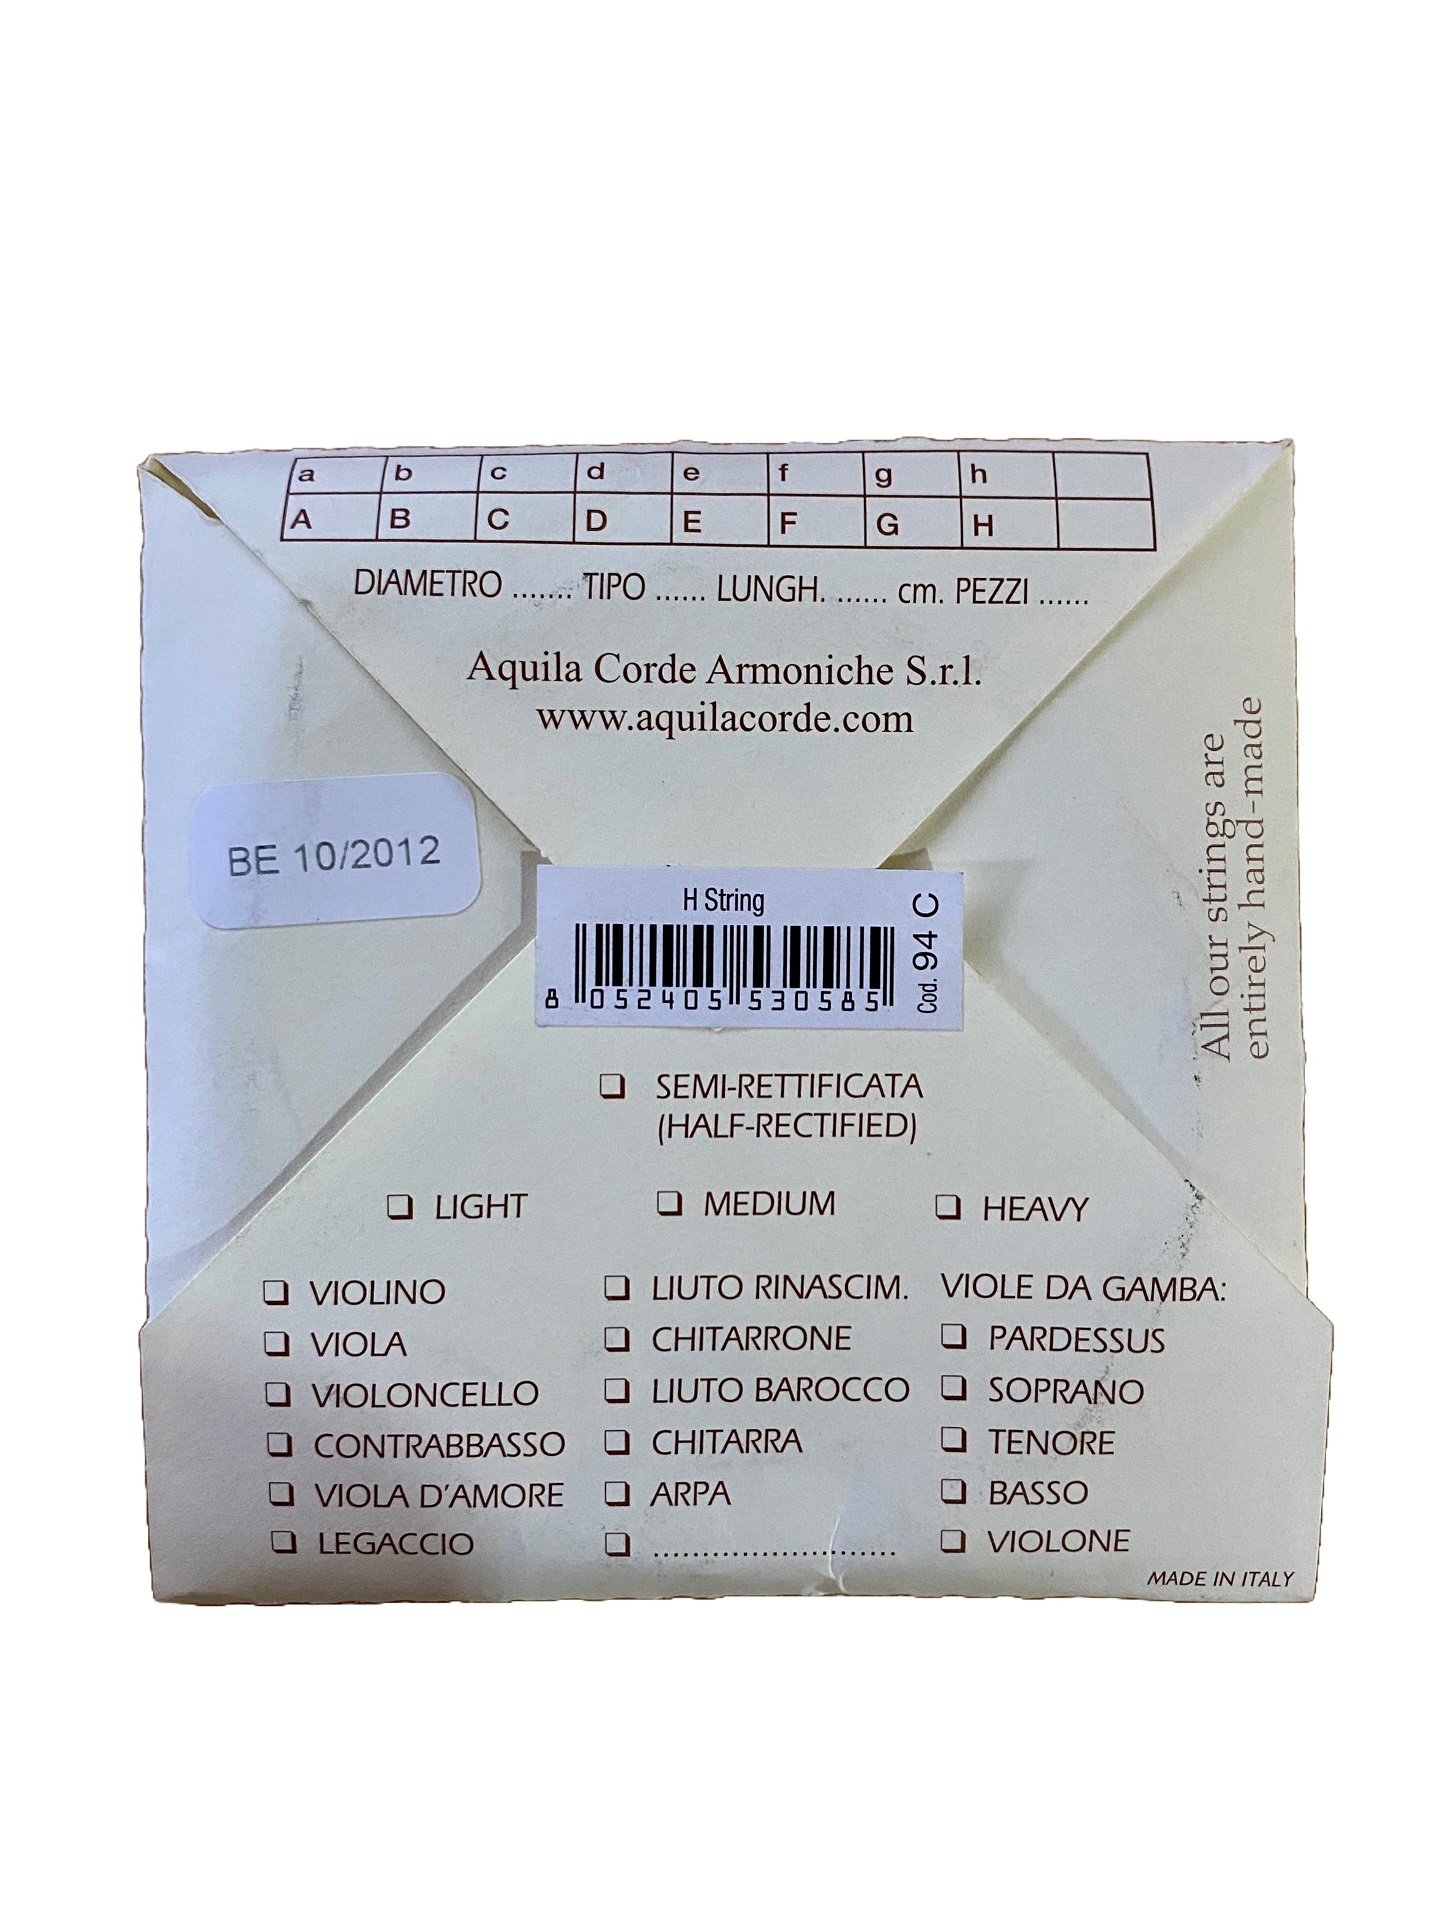 a b c d e f g h
A B C D E F G H
DIAMETRO ....... TIPO ...... LUNGH. ...... cm. PEZZI ......
Aquila Corde Armoniche S.r.l.
www.aquilacorde.com
All our strings are
entirely hand-made
BE 10/2012
H String
8 052405 530585
Cod. 94 C
❏ SEMI-RETTIFICATA
(HALF-RECTIFIED)
❏ LIGHT ❏ MEDIUM ❏ HEAVY
❏ VIOLINO
❏ VIOLA
❏ VIOLONCELLO
❏ CONTRABBASSO
❏ VIOLA D'AMORE
❏ LEGACCIO
❏ LIUTO RINASCIM.
❏ CHITARRONE
❏ LIUTO BAROCCO
❏ CHITARRA
❏ ARPA
❏ .........................
VIOLE DA GAMBA:
❏ PARDESSUS
❏ SOPRANO
❏ TENORE
❏ BASSO
❏ VIOLONE
MADE IN ITALY